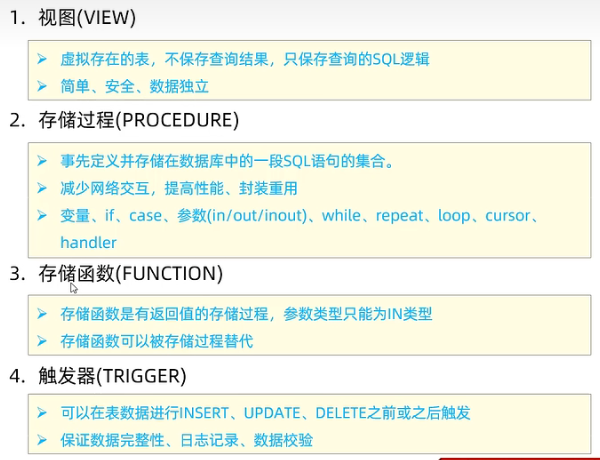 1. 视图(VIEW)
➢ 虚拟存在的表，不保存查询结果，只保存查询的SQL逻辑
➢ 简单、安全、数据独立
2. 存储过程(PROCEDURE)
➢ 事先定义并存储在数据库中的一段SQL语句的集合。
➢ 减少网络交互，提高性能、封装重用
➢ 变量、if、case、参数(in/out/inout)、while、repeat、loop、cursor、
handler
3. 存储函数(FUNCTION)
➢ 存储函数是有返回值的存储过程，参数类型只能为IN类型
➢ 存储函数可以被存储过程替代
4. 触发器(TRIGGER)
➢ 可以在表数据进行INSERT、UPDATE、DELETE之前或之后触发
➢ 保证数据完整性、日志记录、数据校验